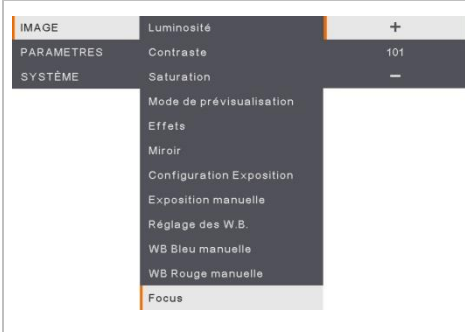 IMAGE
PARAMETRES
SYSTÈME
Luminosité
Contraste
Saturation
Mode de prévisualisation
Effets
Miroir
Configuration Exposition
Exposition manuelle
Réglage des W.B.
WB Bleu manuelle
WB Rouge manuelle
Focus
+
101
−